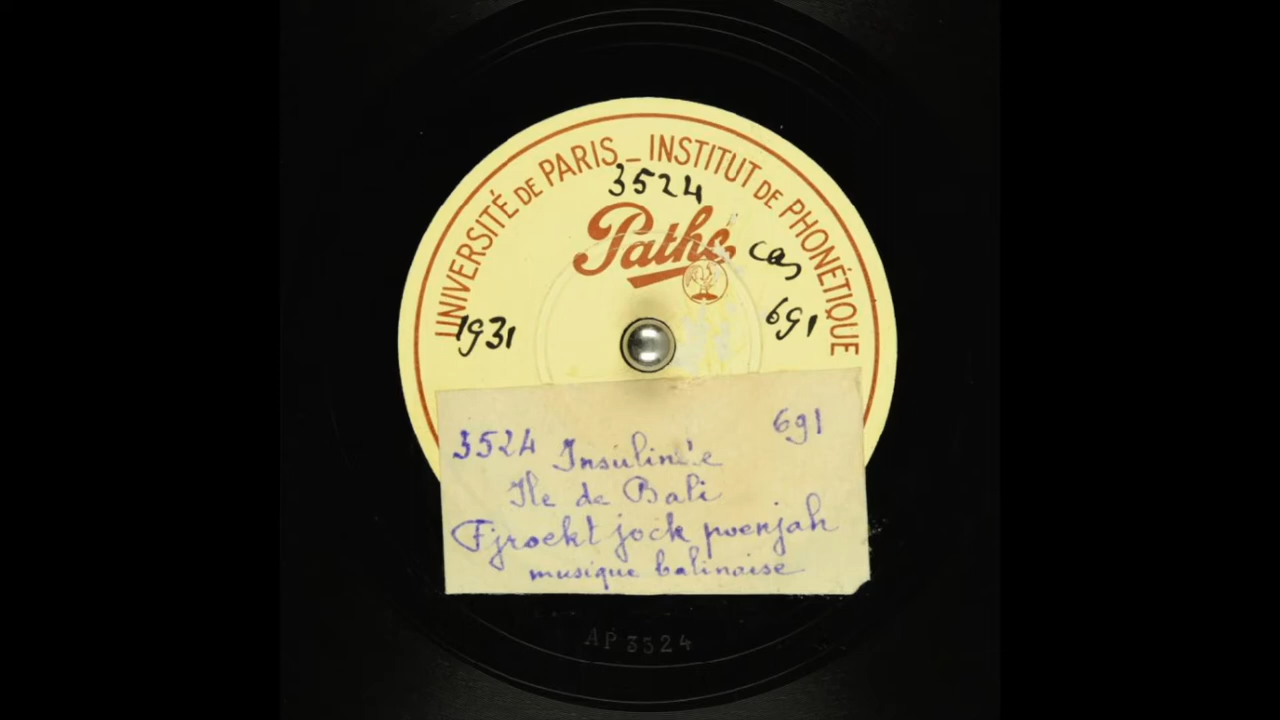 UNIVERSITÉ DE PARIS _ INSTITUT DE PHONÉTIQUE
3524
Pathé
cas
691
1931
691
3524 Insulinde
Ile de Bali
Fjroekt jock poenjah
musique balinaise
AP 3524